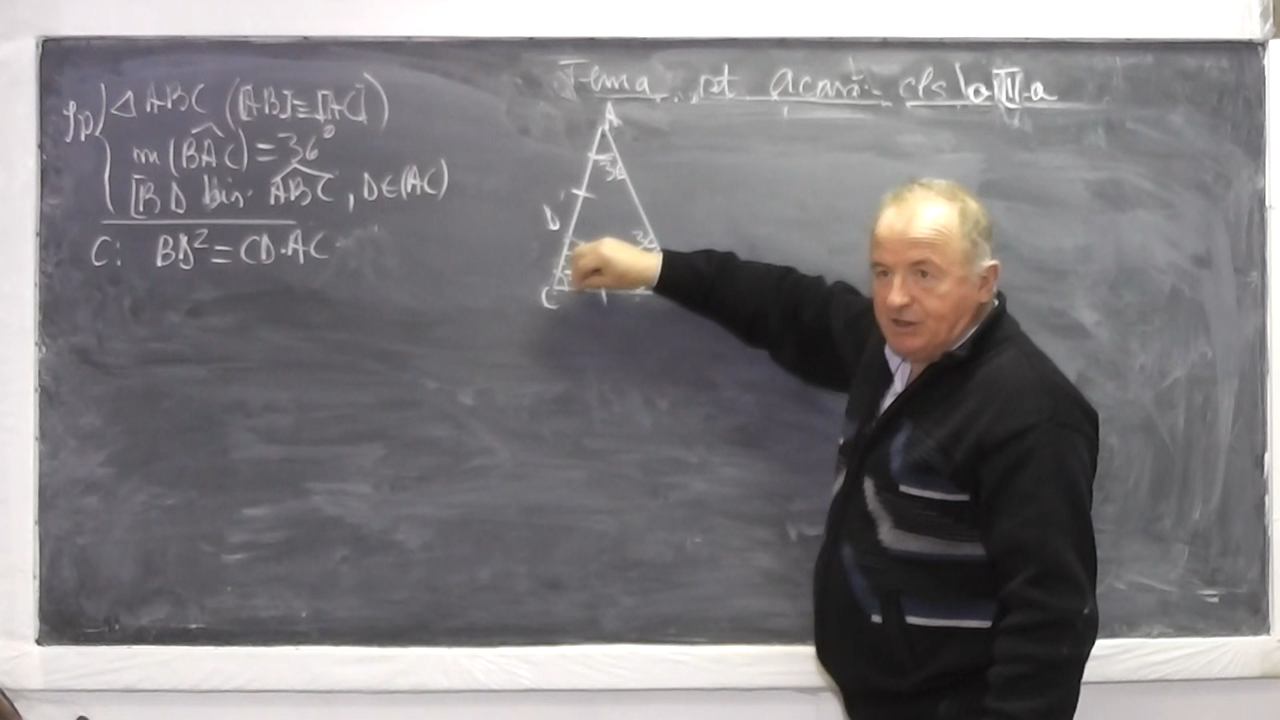 Tema pt acasă cls a VII-a
Ip) △ABC ([AB]≡[AC])
m(BAC) = 36°
[BD bis. ABC, D∈(AC)
C: BD² = CD·AC
A
36
D
36
C